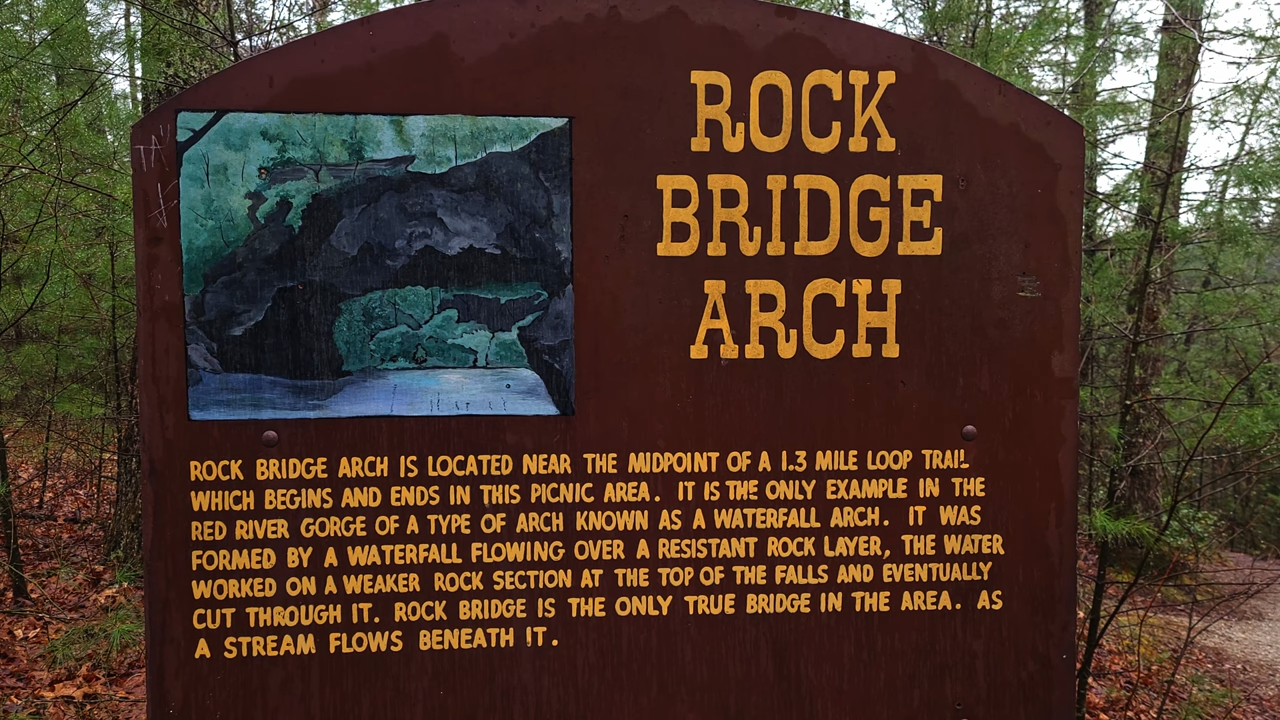 ROCK
BRIDGE
ARCH
ROCK BRIDGE ARCH IS LOCATED NEAR THE MIDPOINT OF A 1.3 MILE LOOP TRAIL
WHICH BEGINS AND ENDS IN THIS PICNIC AREA. IT IS THE ONLY EXAMPLE IN THE
RED RIVER GORGE OF A TYPE OF ARCH KNOWN AS A WATERFALL ARCH. IT WAS
FORMED BY A WATERFALL FLOWING OVER A RESISTANT ROCK LAYER, THE WATER
WORKED ON A WEAKER ROCK SECTION AT THE TOP OF THE FALLS AND EVENTUALLY
CUT THROUGH IT. ROCK BRIDGE IS THE ONLY TRUE BRIDGE IN THE AREA. AS
A STREAM FLOWS BENEATH IT.